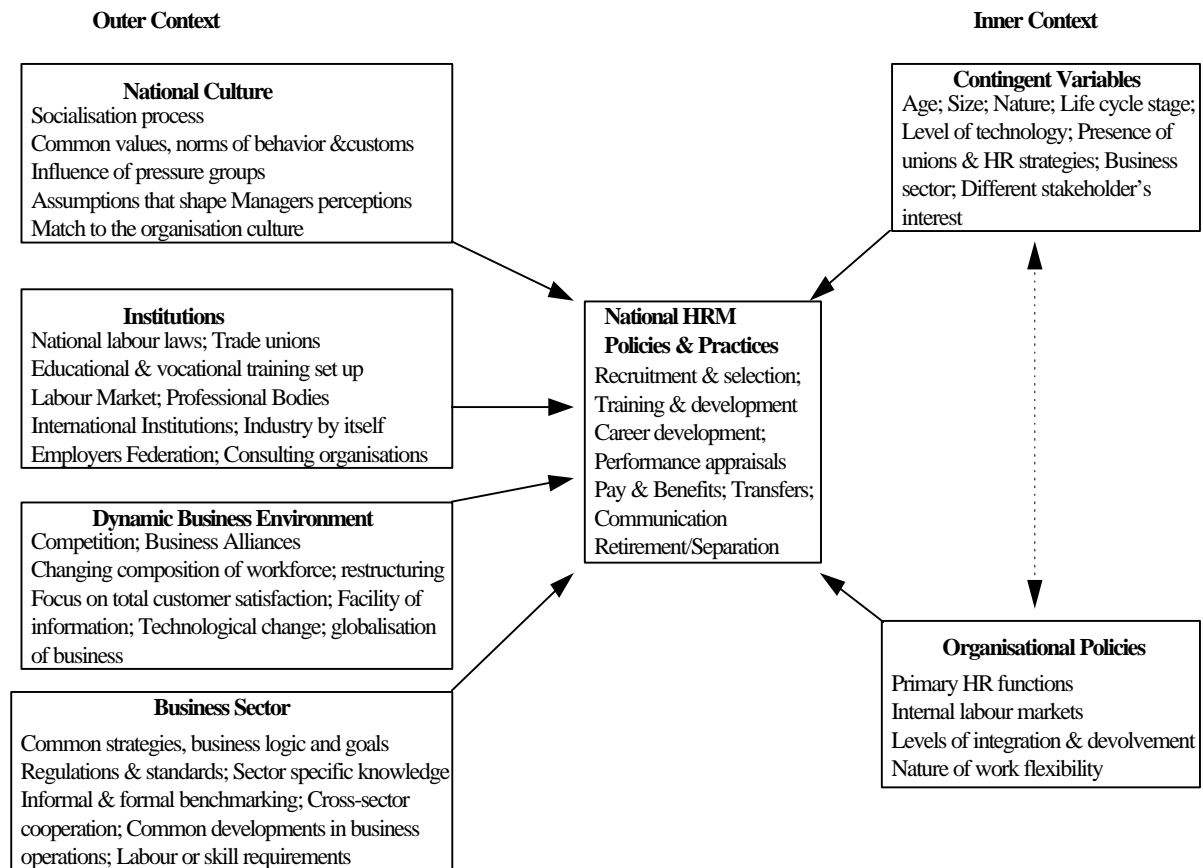 Outer Context
Inner Context
National Culture
Socialisation process
Common values, norms of behavior &customs
Influence of pressure groups
Assumptions that shape Managers perceptions
Match to the organisation culture
Contingent Variables
Age; Size; Nature; Life cycle stage;
Level of technology; Presence of
unions & HR strategies; Business
sector; Different stakeholder's
interest
Institutions
National labour laws; Trade unions
Educational & vocational training set up
Labour Market; Professional Bodies
International Institutions; Industry by itself
Employers Federation; Consulting organisations
National HRM
Policies & Practices
Recruitment & selection;
Training & development
Career development;
Performance appraisals
Pay & Benefits; Transfers;
Communication
Retirement/Separation
Dynamic Business Environment
Competition; Business Alliances
Changing composition of workforce; restructuring
Focus on total customer satisfaction; Facility of
information; Technological change; globalisation
of business
Organisational Policies
Primary HR functions
Internal labour markets
Levels of integration & devolvement
Nature of work flexibility
Business Sector
Common strategies, business logic and goals
Regulations & standards; Sector specific knowledge
Informal & formal benchmarking; Cross-sector
cooperation; Common developments in business
operations; Labour or skill requirements